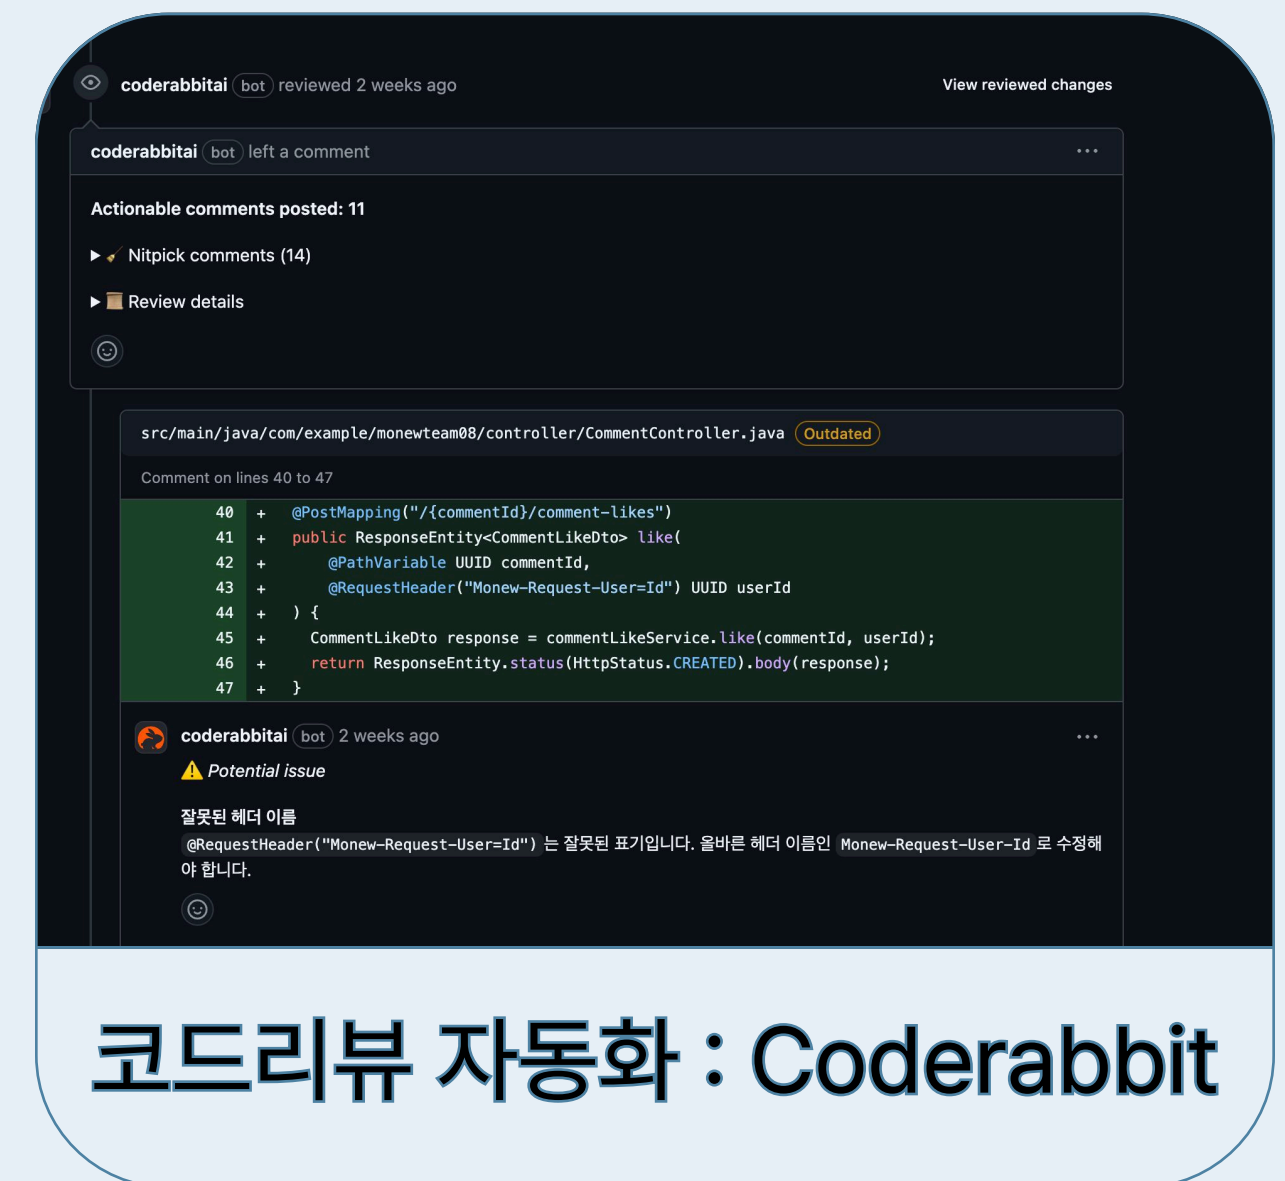 coderabbitai bot reviewed 2 weeks ago View reviewed changes
coderabbitai bot left a comment
Actionable comments posted: 11
Nitpick comments (14)
Review details
src/main/java/com/example/monewteam08/controller/CommentController.java Outdated
Comment on lines 40 to 47
40 + @PostMapping("/{commentId}/comment-likes")
41 + public ResponseEntity<CommentLikeDto> like(
42 + @PathVariable UUID commentId,
43 + @RequestHeader("Monew-Request-User=Id") UUID userId
44 + ) {
45 + CommentLikeDto response = commentLikeService.like(commentId, userId);
46 + return ResponseEntity.status(HttpStatus.CREATED).body(response);
47 + }
coderabbitai bot 2 weeks ago
Potential issue
잘못된 헤더 이름
@RequestHeader("Monew-Request-User=Id") 는 잘못된 표기입니다. 올바른 헤더 이름인 Monew-Request-User-Id 로 수정해
야 합니다.
코드리뷰 자동화 : Coderabbit